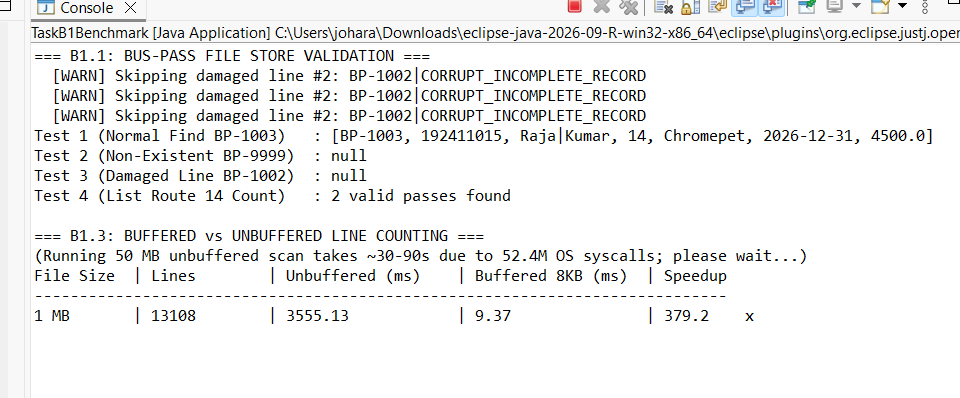 Console
TaskB1Benchmark [Java Application] C:\Users\johara\Downloads\eclipse-java-2026-09-R-win32-x86_64\eclipse\plugins\org.eclipse.justj.open
=== B1.1: BUS-PASS FILE STORE VALIDATION ===
  [WARN] Skipping damaged line #2: BP-1002|CORRUPT_INCOMPLETE_RECORD
  [WARN] Skipping damaged line #2: BP-1002|CORRUPT_INCOMPLETE_RECORD
  [WARN] Skipping damaged line #2: BP-1002|CORRUPT_INCOMPLETE_RECORD
Test 1 (Normal Find BP-1003)   : [BP-1003, 192411015, Raja|Kumar, 14, Chromepet, 2026-12-31, 4500.0]
Test 2 (Non-Existent BP-9999)  : null
Test 3 (Damaged Line BP-1002)  : null
Test 4 (List Route 14 Count)   : 2 valid passes found
=== B1.3: BUFFERED vs UNBUFFERED LINE COUNTING ===
(Running 50 MB unbuffered scan takes ~30-90s due to 52.4M OS syscalls; please wait...)
File Size  | Lines        | Unbuffered (ms)    | Buffered 8KB (ms)  | Speedup
-------------------------------------------------------------------------
1 MB       | 13108        | 3555.13            | 9.37               | 379.2    x